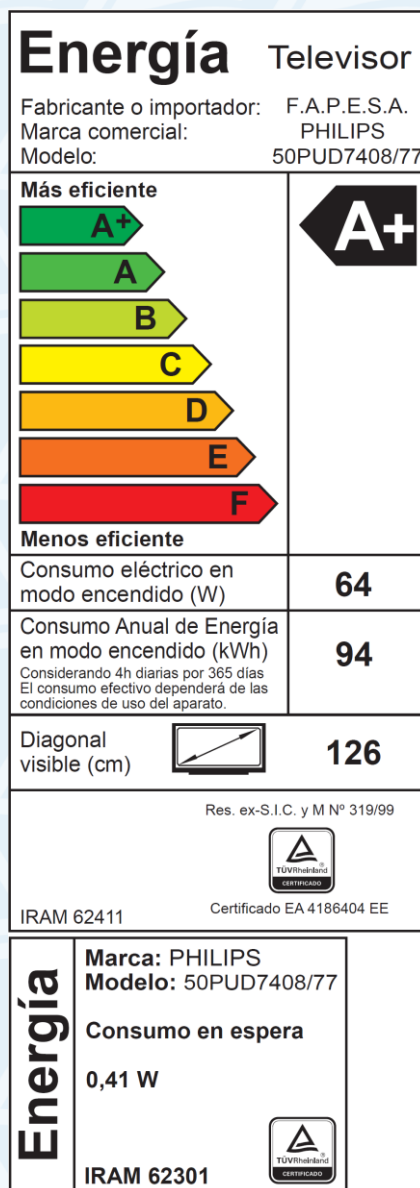 Energía Televisor
Fabricante o importador: F.A.P.E.S.A.
Marca comercial: PHILIPS
Modelo: 50PUD7408/77
Más eficiente
A+
A+
A
B
C
D
E
F
Menos eficiente
Consumo eléctrico en
modo encendido (W)
64
Consumo Anual de Energía
en modo encendido (kWh)
94
Considerando 4h diarias por 365 días
El consumo efectivo dependerá de las
condiciones de uso del aparato.
Diagonal
visible (cm)
126
Res. ex-S.I.C. y M Nº 319/99
TÜVRheinland®
CERTIFICADO
IRAM 62411
Certificado EA 4186404 EE
Energía
Marca: PHILIPS
Modelo: 50PUD7408/77
Consumo en espera
0,41 W
TÜVRheinland
CERTIFICADO
IRAM 62301